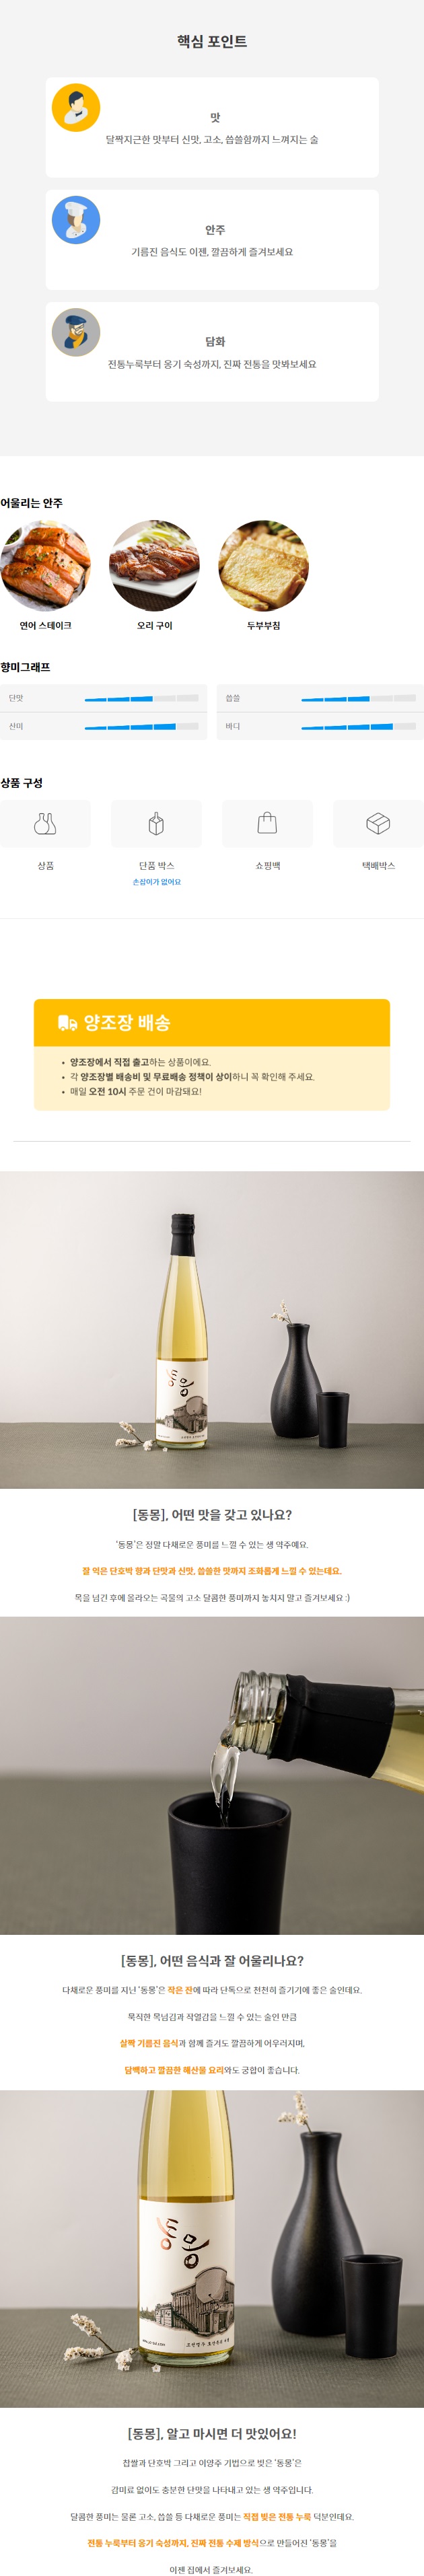 핵심 포인트
맛
달짝지근한 맛부터 신맛, 고소, 씁쓸함까지 느껴지는 술
안주
기름진 음식도 이젠, 깔끔하게 즐겨보세요
담화
전통누룩부터 옹기 숙성까지, 진짜 전통을 맛봐보세요
어울리는 안주
연어 스테이크
오리 구이
두부부침
향미그래프
단맛
씁쓸
산미
바디
상품 구성
상품
단품 박스
쇼핑백
택배박스
손잡이가 없어요
양조장 배송
• 양조장에서 직접 출고하는 상품이에요.
• 각 양조장별 배송비 및 무료배송 정책이 상이하니 꼭 확인해 주세요.
• 매일 오전 10시 주문 건이 마감돼요!
동몽
[동몽], 어떤 맛을 갖고 있나요?
'동몽'은 정말 다채로운 풍미를 느낄 수 있는 생 약주예요.
잘 익은 단호박 향과 단맛과 신맛, 씁쓸한 맛까지 조화롭게 느낄 수 있는데요.
목을 넘긴 후에 올라오는 곡물의 고소 달콤한 풍미까지 놓치지 말고 즐겨보세요 :)
[동몽], 어떤 음식과 잘 어울리나요?
다채로운 풍미를 지닌 '동몽'은 작은 잔에 따라 단독으로 천천히 즐기기에 좋은 술인데요.
묵직한 목넘김과 작열감을 느낄 수 있는 술인 만큼
살짝 기름진 음식과 함께 즐겨도 깔끔하게 어우러지며,
담백하고 깔끔한 해산물 요리와도 궁합이 좋습니다.
동몽
[동몽], 알고 마시면 더 맛있어요!
찹쌀과 단호박 그리고 이양주 기법으로 빚은 '동몽'은
감미료 없이도 충분한 단맛을 나타내고 있는 생 약주입니다.
달콤한 풍미는 물론 고소, 씁쓸 등 다채로운 풍미는 직접 빚은 전통 누룩 덕분인데요.
전통 누룩부터 옹기 숙성까지, 진짜 전통 수제 방식으로 만들어진 '동몽'을
이젠 집에서 즐겨보세요.